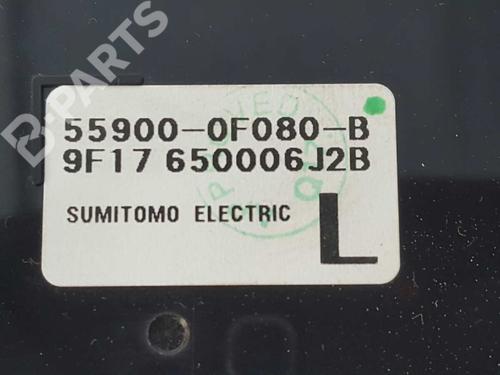 B-PARTS
55900-0F080-B
9F17 650006J2B
SUMITOMO ELECTRIC
L